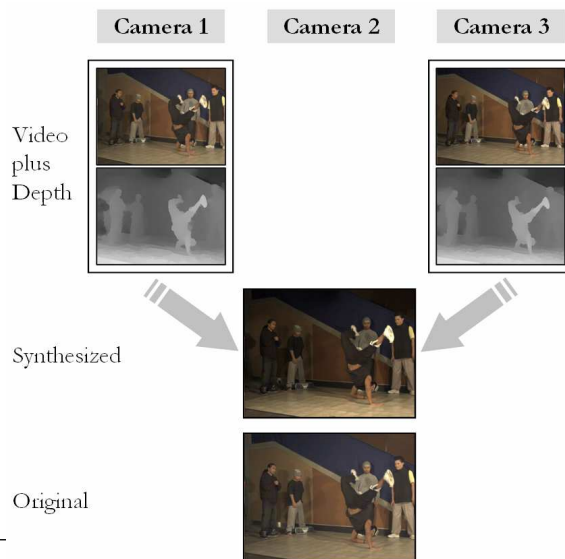 Camera 1
Camera 2
Camera 3
Video
plus
Depth
Synthesized
Original